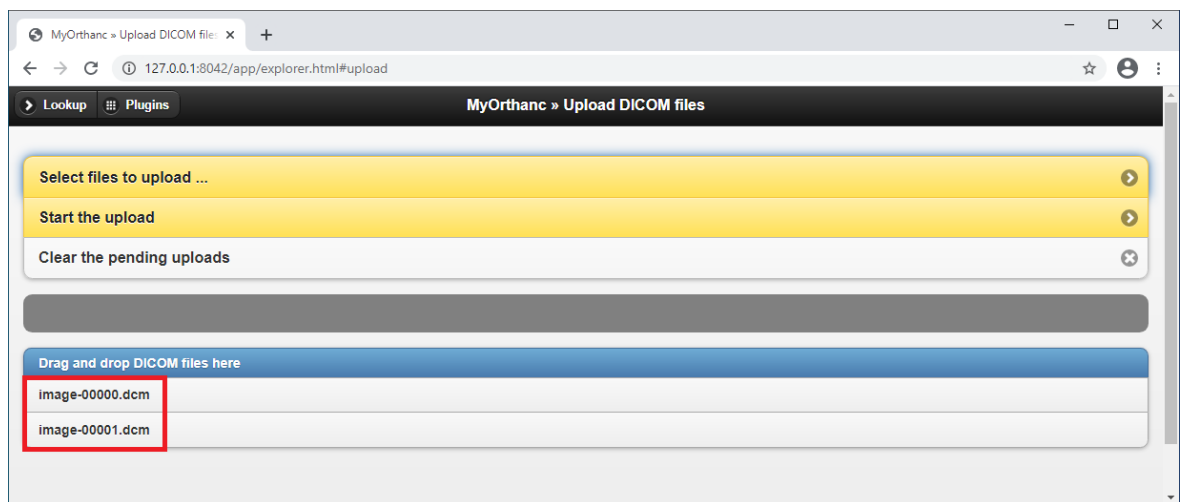 MyOrthanc » Upload DICOM file
127.0.0.1:8042/app/explorer.html#upload
Lookup Plugins MyOrthanc » Upload DICOM files
Select files to upload ...
Start the upload
Clear the pending uploads
Drag and drop DICOM files here
image-00000.dcm
image-00001.dcm